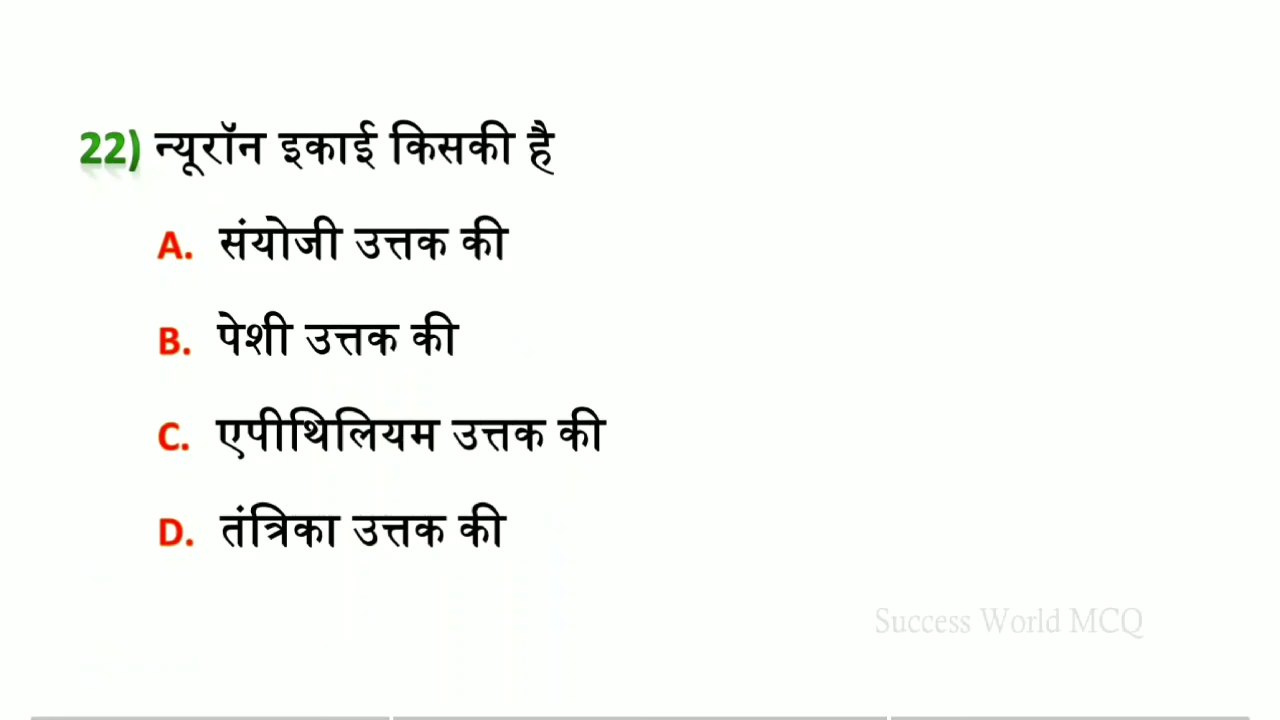 22) न्यूरॉन इकाई किसकी है
A. संयोजी उत्तक की
B. पेशी उत्तक की
C. एपीथिलियम उत्तक की
D. तंत्रिका उत्तक की
Success World MCQ